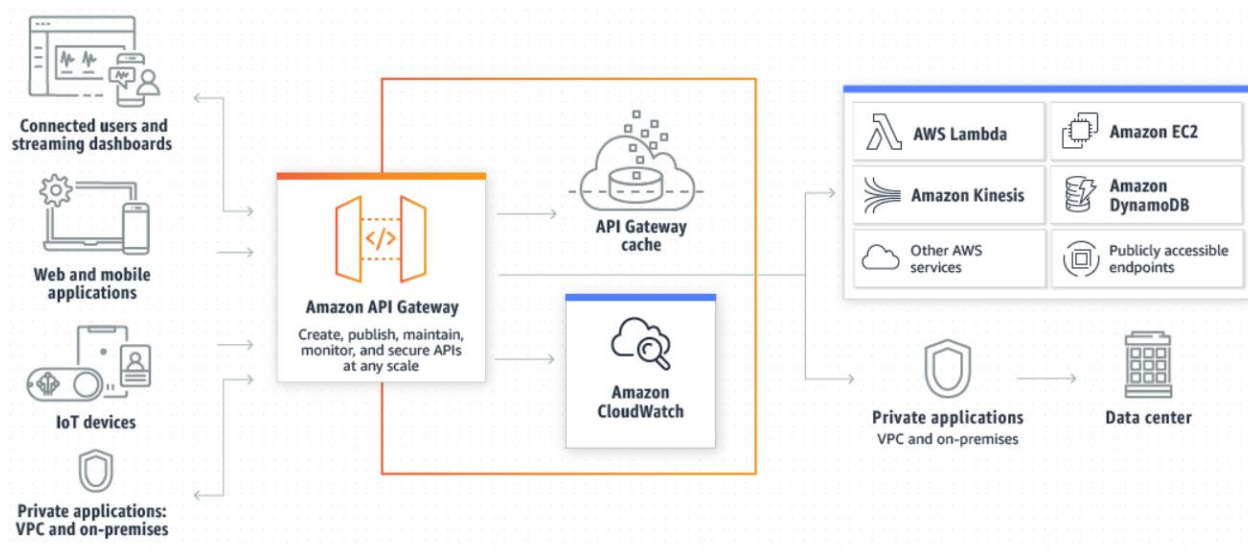 Connected users and
streaming dashboards
Web and mobile
applications
IoT devices
Private applications:
VPC and on-premises
</>
Amazon API Gateway
Create, publish, maintain,
monitor, and secure APIs
at any scale
API Gateway
cache
Amazon
CloudWatch
AWS Lambda
Amazon EC2
Amazon Kinesis
Amazon
DynamoDB
Other AWS
services
Publicly accessible
endpoints
Private applications
VPC and on-premises
Data center